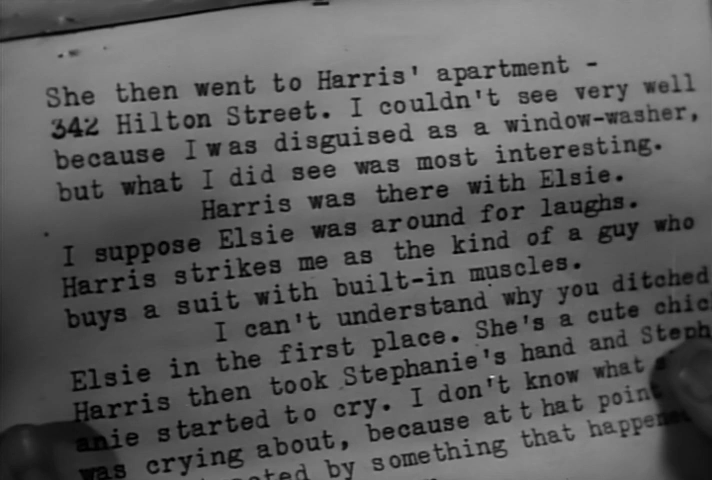 She then went to Harris' apartment -
342 Hilton Street. I couldn't see very well
because I was disguised as a window-washer,
but what I did see was most interesting.
Harris was there with Elsie.
I suppose Elsie was around for laughs.
Harris strikes me as the kind of a guy who
buys a suit with built-in muscles.
I can't understand why you ditched
Elsie in the first place. She's a cute
Harris then took Stephanie's hand and Steph
anie started to cry. I don't know what
was crying about, because att hat point
by something that